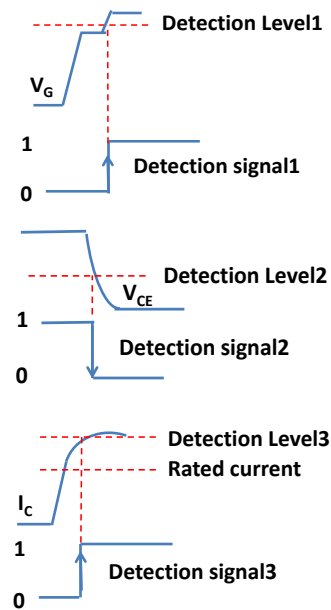 Detection Level1
V_G
1
Detection signal1
0
Detection Level2
V_CE
1
Detection signal2
0
Detection Level3
Rated current
I_C
1
Detection signal3
0